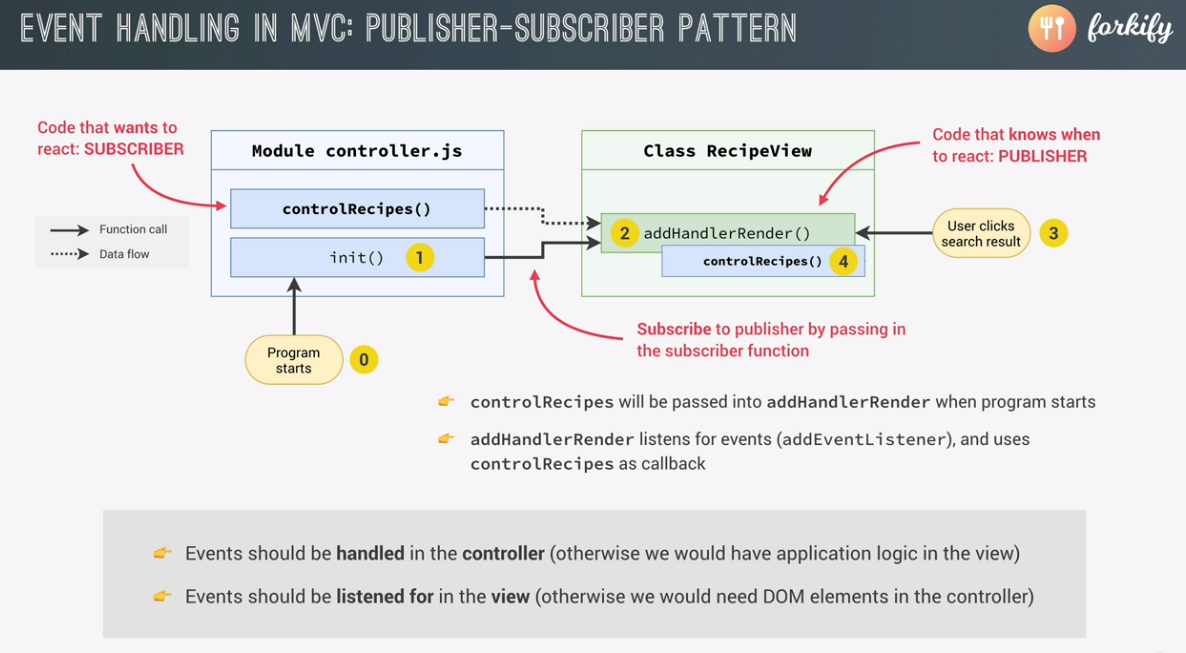 EVENT HANDLING IN MVC: PUBLISHER-SUBSCRIBER PATTERN
forkify
Code that wants to
react: SUBSCRIBER
Module controller.js
controlRecipes()
init() 1
Function call
Data flow
Program
starts
0
Class RecipeView
2 addHandlerRender()
controlRecipes() 4
Code that knows when
to react: PUBLISHER
User clicks
search result
3
Subscribe to publisher by passing in
the subscriber function
👉 controlRecipes will be passed into addHandlerRender when program starts
👉 addHandlerRender listens for events (addEventListener), and uses
controlRecipes as callback
👉 Events should be handled in the controller (otherwise we would have application logic in the view)
👉 Events should be listened for in the view (otherwise we would need DOM elements in the controller)